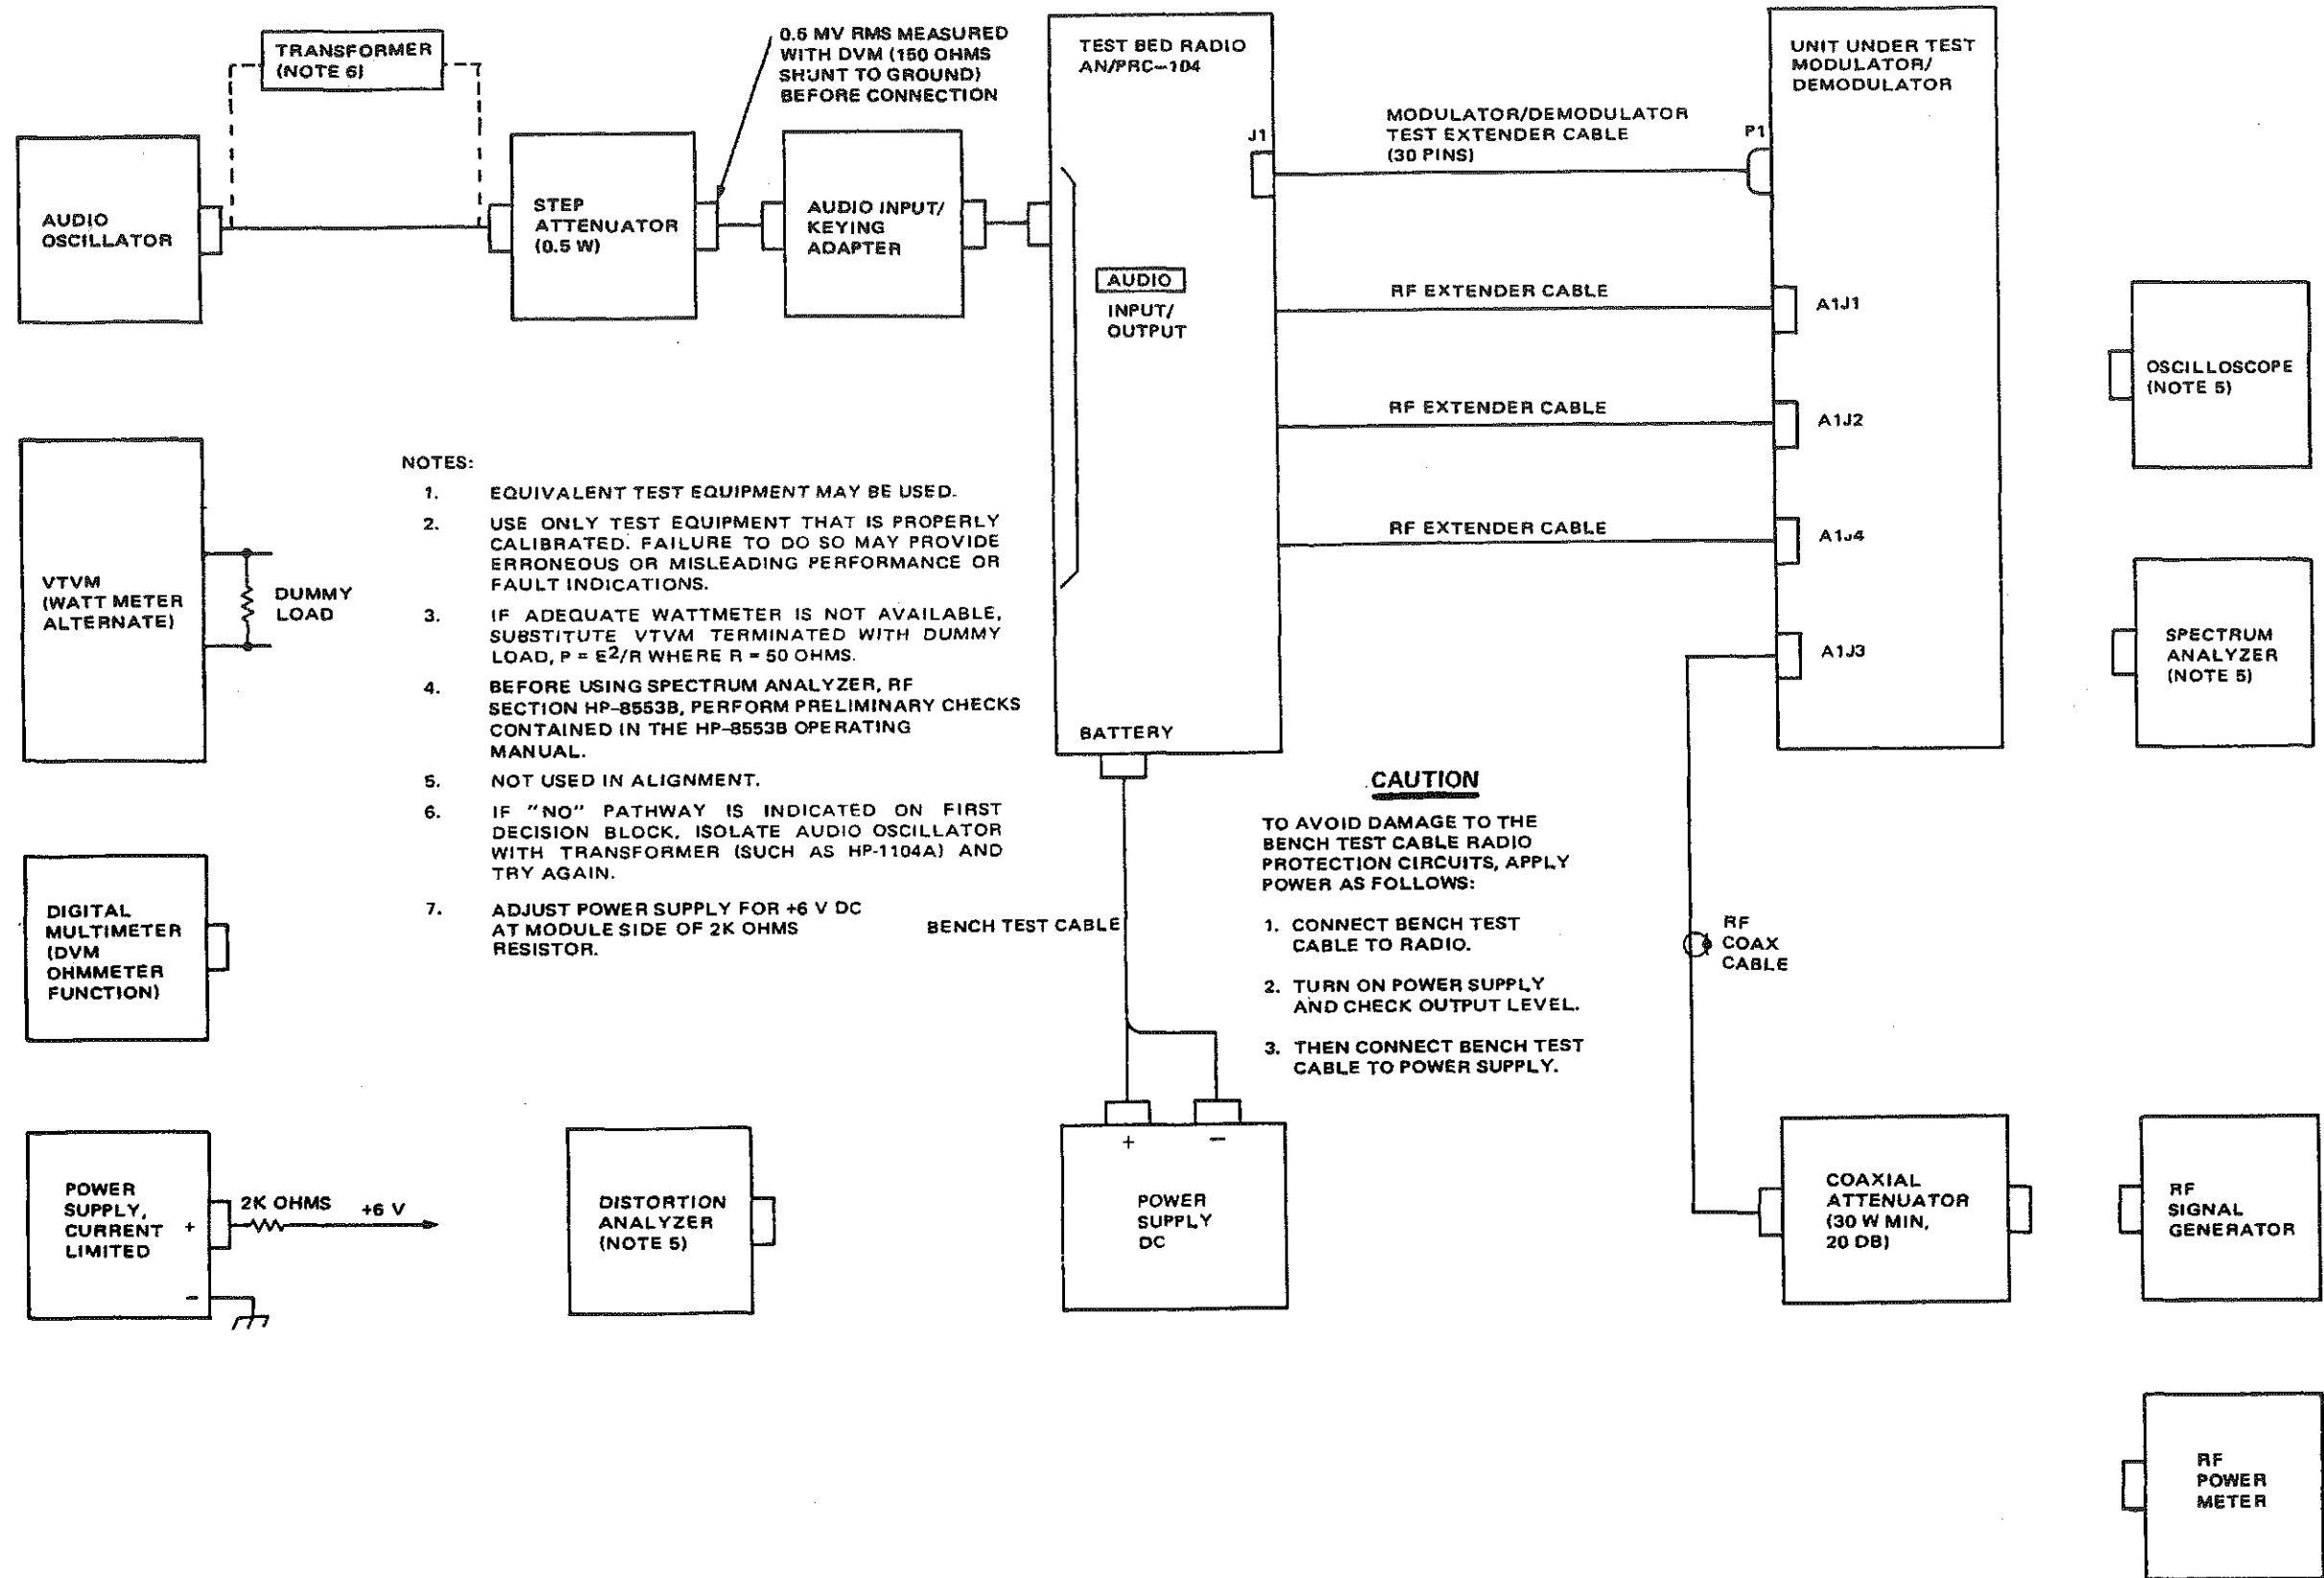 TRANSFORMER
(NOTE 6)
0.6 MV RMS MEASURED
WITH DVM (150 OHMS
SHUNT TO GROUND)
BEFORE CONNECTION
AUDIO
OSCILLATOR
STEP
ATTENUATOR
(0.5 W)
AUDIO INPUT/
KEYING
ADAPTER
TEST BED RADIO
AN/PRC-104
J1
AUDIO
INPUT/
OUTPUT
BATTERY
MODULATOR/DEMODULATOR
TEST EXTENDER CABLE
(30 PINS)
P1
RF EXTENDER CABLE
RF EXTENDER CABLE
RF EXTENDER CABLE
UNIT UNDER TEST
MODULATOR/
DEMODULATOR
A1J1
A1J2
A1J4
A1J3
OSCILLOSCOPE
(NOTE 5)
SPECTRUM
ANALYZER
(NOTE 5)
VTVM
(WATT METER
ALTERNATE)
DUMMY
LOAD
NOTES:
1. EQUIVALENT TEST EQUIPMENT MAY BE USED.
2. USE ONLY TEST EQUIPMENT THAT IS PROPERLY
CALIBRATED. FAILURE TO DO SO MAY PROVIDE
ERRONEOUS OR MISLEADING PERFORMANCE OR
FAULT INDICATIONS.
3. IF ADEQUATE WATTMETER IS NOT AVAILABLE,
SUBSTITUTE VTVM TERMINATED WITH DUMMY
LOAD, P = E²/R WHERE R = 50 OHMS.
4. BEFORE USING SPECTRUM ANALYZER, RF
SECTION HP-8553B, PERFORM PRELIMINARY CHECKS
CONTAINED IN THE HP-8553B OPERATING
MANUAL.
5. NOT USED IN ALIGNMENT.
6. IF "NO" PATHWAY IS INDICATED ON FIRST
DECISION BLOCK, ISOLATE AUDIO OSCILLATOR
WITH TRANSFORMER (SUCH AS HP-1104A) AND
TRY AGAIN.
7. ADJUST POWER SUPPLY FOR +6 V DC
AT MODULE SIDE OF 2K OHMS
RESISTOR.
DIGITAL
MULTIMETER
(DVM
OHMMETER
FUNCTION)
BENCH TEST CABLE
CAUTION
TO AVOID DAMAGE TO THE
BENCH TEST CABLE RADIO
PROTECTION CIRCUITS, APPLY
POWER AS FOLLOWS:
1. CONNECT BENCH TEST
CABLE TO RADIO.
2. TURN ON POWER SUPPLY
AND CHECK OUTPUT LEVEL.
3. THEN CONNECT BENCH TEST
CABLE TO POWER SUPPLY.
RF
COAX
CABLE
POWER
SUPPLY,
CURRENT
LIMITED
+
-
2K OHMS
+6 V
DISTORTION
ANALYZER
(NOTE 5)
+ -
POWER
SUPPLY
DC
COAXIAL
ATTENUATOR
(30 W MIN,
20 DB)
RF
SIGNAL
GENERATOR
RF
POWER
METER